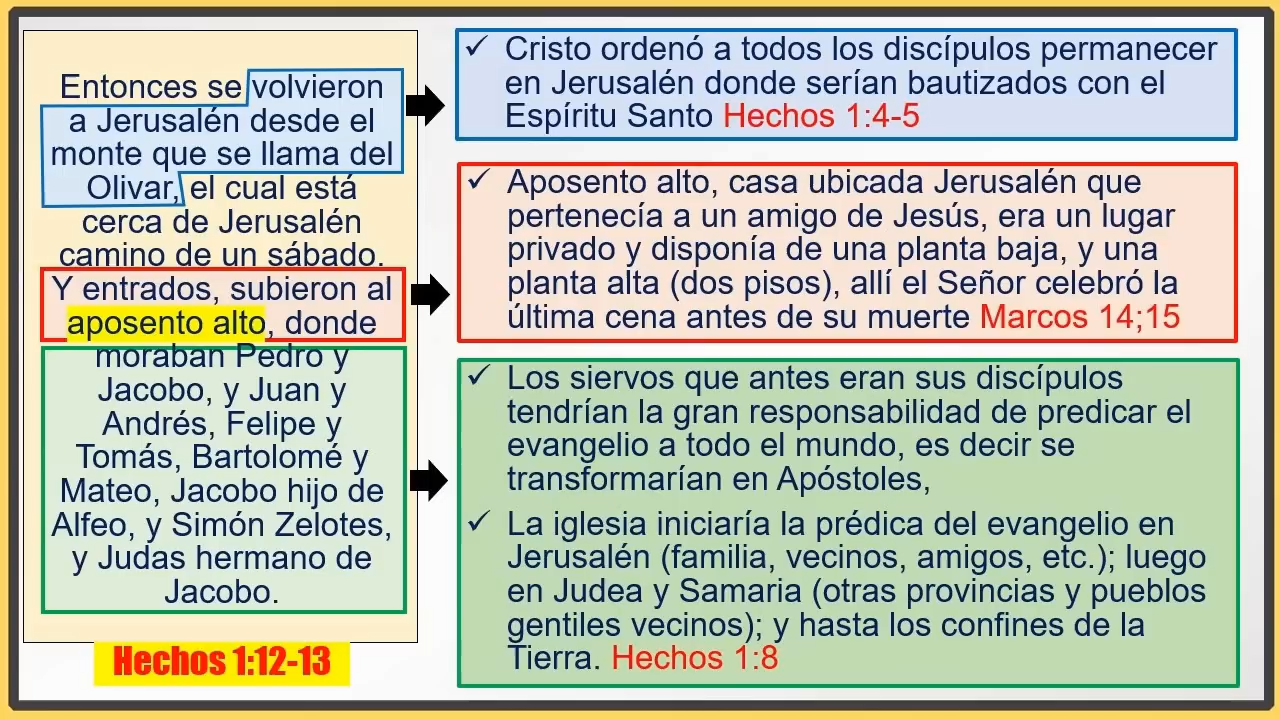 Entonces se volvieron
a Jerusalén desde el
monte que se llama del
Olivar, el cual está
cerca de Jerusalén
camino de un sábado.
Y entrados, subieron al
aposento alto, donde
moraban Pedro y
Jacobo, y Juan y
Andrés, Felipe y
Tomás, Bartolomé y
Mateo, Jacobo hijo de
Alfeo, y Simón Zelotes,
y Judas hermano de
Jacobo.
Hechos 1:12-13
✓ Cristo ordenó a todos los discípulos permanecer
en Jerusalén donde serían bautizados con el
Espíritu Santo Hechos 1:4-5
✓ Aposento alto, casa ubicada Jerusalén que
pertenecía a un amigo de Jesús, era un lugar
privado y disponía de una planta baja, y una
planta alta (dos pisos), allí el Señor celebró la
última cena antes de su muerte Marcos 14;15
✓ Los siervos que antes eran sus discípulos
tendrían la gran responsabilidad de predicar el
evangelio a todo el mundo, es decir se
transformarían en Apóstoles,
✓ La iglesia iniciaría la prédica del evangelio en
Jerusalén (familia, vecinos, amigos, etc.); luego
en Judea y Samaria (otras provincias y pueblos
gentiles vecinos); y hasta los confines de la
Tierra. Hechos 1:8